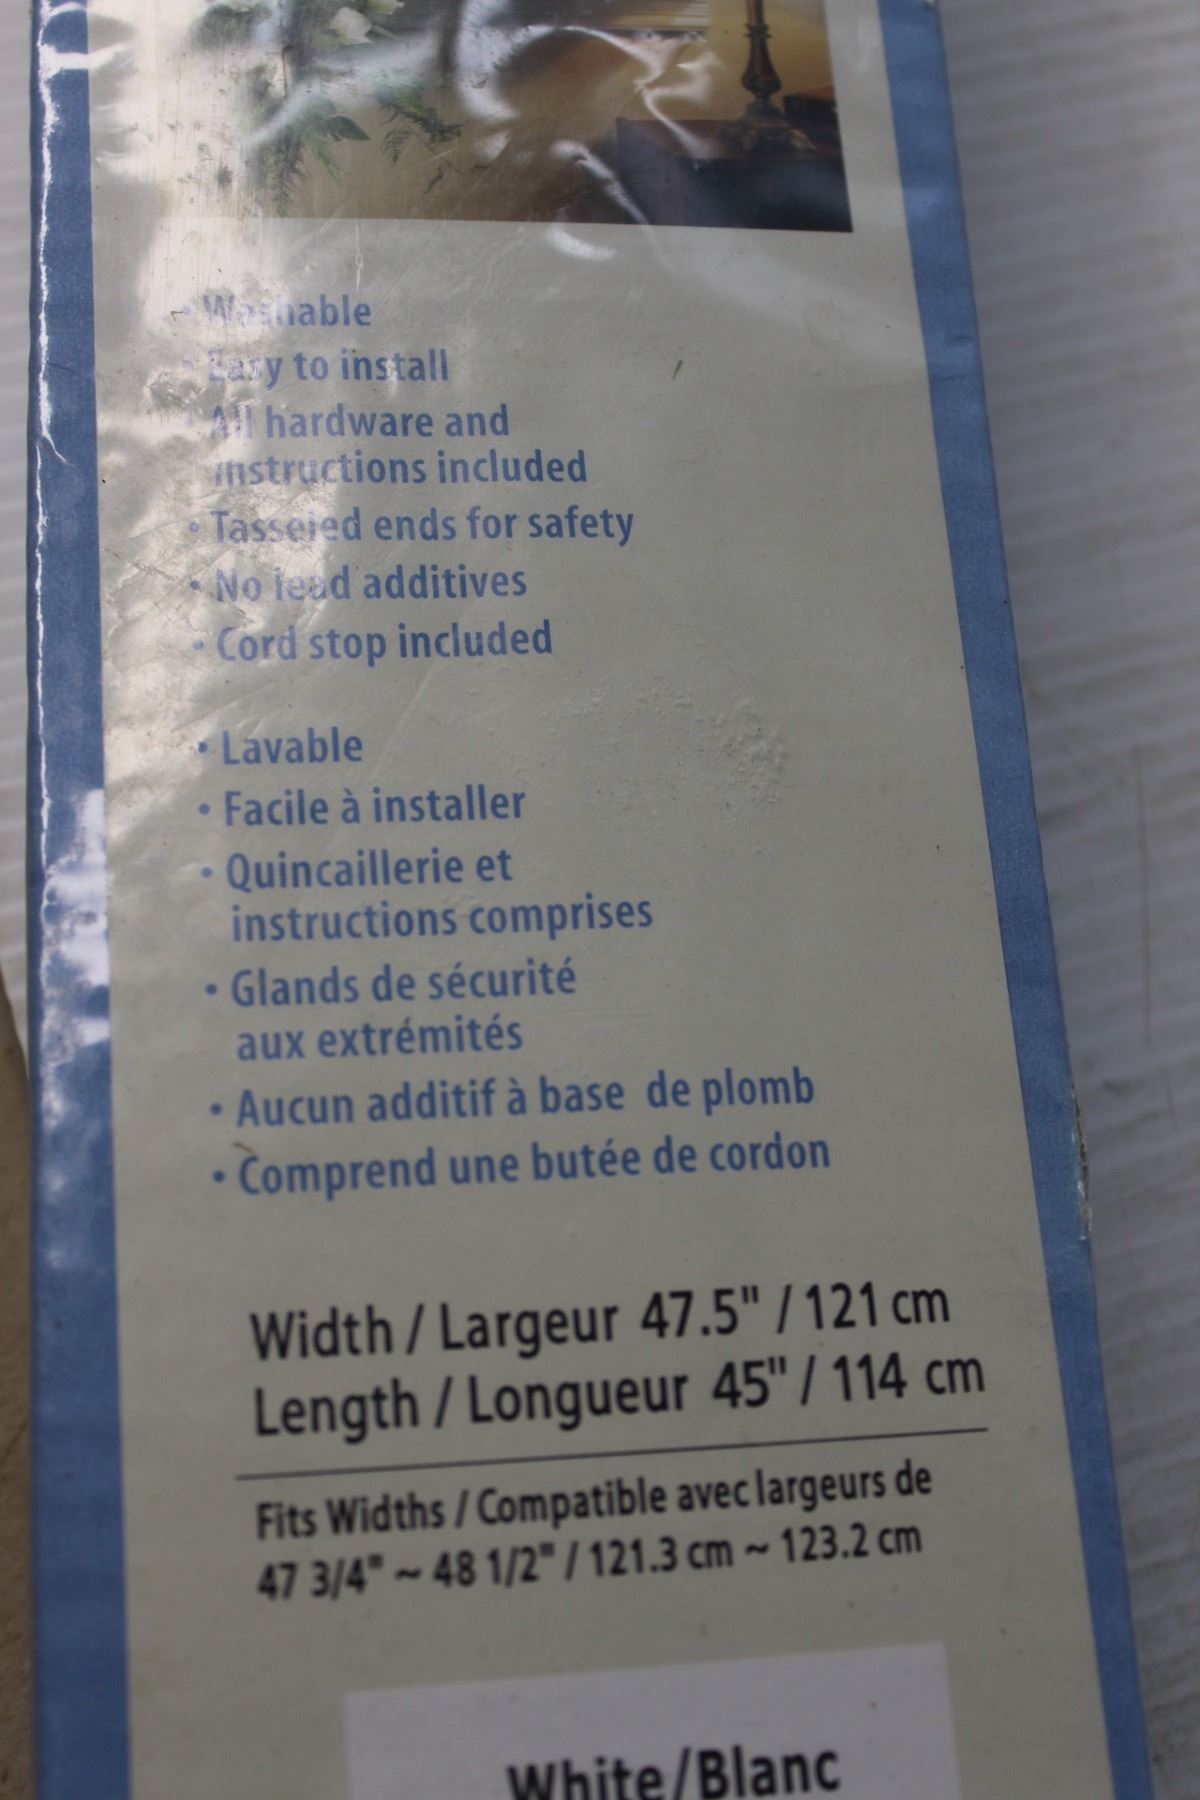 • Washable
• Easy to install
• All hardware and
instructions included
• Tasseled ends for safety
• No lead additives
• Cord stop included
• Lavable
• Facile à installer
• Quincaillerie et
instructions comprises
• Glands de sécurité
aux extrémités
• Aucun additif à base de plomb
• Comprend une butée de cordon
Width / Largeur 47.5" / 121 cm
Length / Longueur 45" / 114 cm
Fits Widths / Compatible avec largeurs de
47 3/4" ~ 48 1/2" / 121.3 cm ~ 123.2 cm
White/Blanc